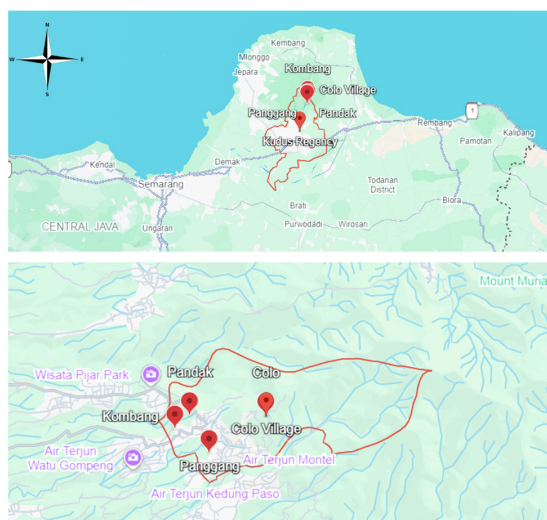 N
W E
S
Kembang
Mlonggo
Jepara
Kombang
Colo Village
Panggang
Pandak
Kudus Regency
1
Rembang
Kalipang
Pamotan
Kendal
Demak
Semarang
Todanan
District
Blora
Brati
CENTRAL JAVA
Ungaran
Purwodadi
Wirosari
Mount Muria
Wisata Pijar Park
Pandak
Colo
Kombang
Colo Village
Air Terjun
Watu Gompeng
Panggang
Air Terjun Montel
Air Terjun Kedung Paso